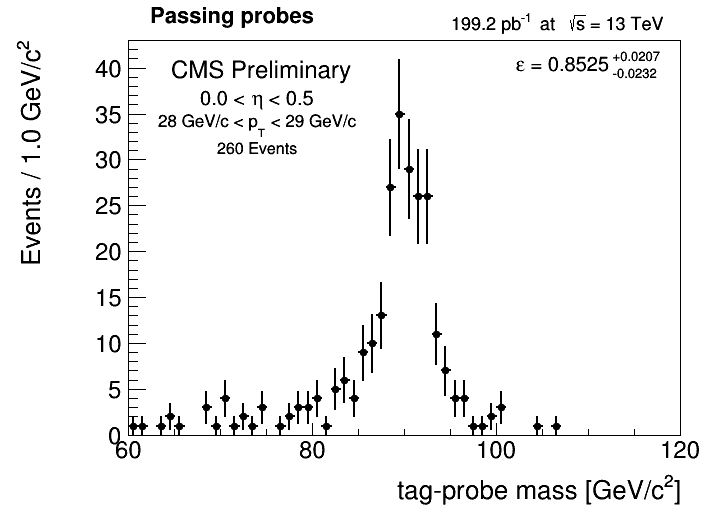 Passing probes
199.2 pb⁻¹ at √s = 13 TeV
CMS Preliminary
ε = 0.8525 +0.0207 -0.0232
0.0 < η < 0.5
28 GeV/c < p_T < 29 GeV/c
260 Events
Events / 1.0 GeV/c²
40
35
30
25
20
15
10
5
0
60 80 100 120
tag-probe mass [GeV/c²]